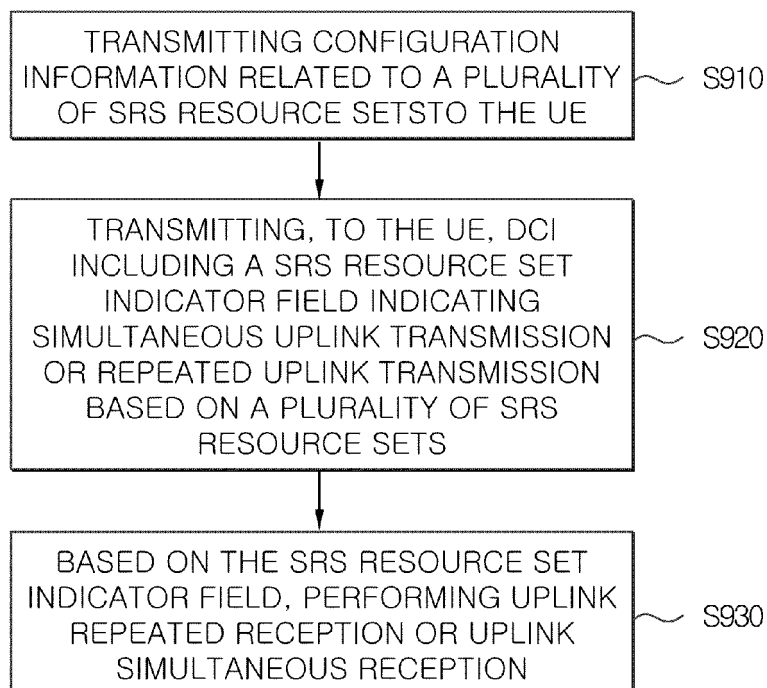 TRANSMITTING CONFIGURATION
INFORMATION RELATED TO A PLURALITY
OF SRS RESOURCE SETSTO THE UE
S910
TRANSMITTING, TO THE UE, DCI
INCLUDING A SRS RESOURCE SET
INDICATOR FIELD INDICATING
SIMULTANEOUS UPLINK TRANSMISSION
OR REPEATED UPLINK TRANSMISSION
BASED ON A PLURALITY OF SRS
RESOURCE SETS
S920
BASED ON THE SRS RESOURCE SET
INDICATOR FIELD, PERFORMING UPLINK
REPEATED RECEPTION OR UPLINK
SIMULTANEOUS RECEPTION
S930